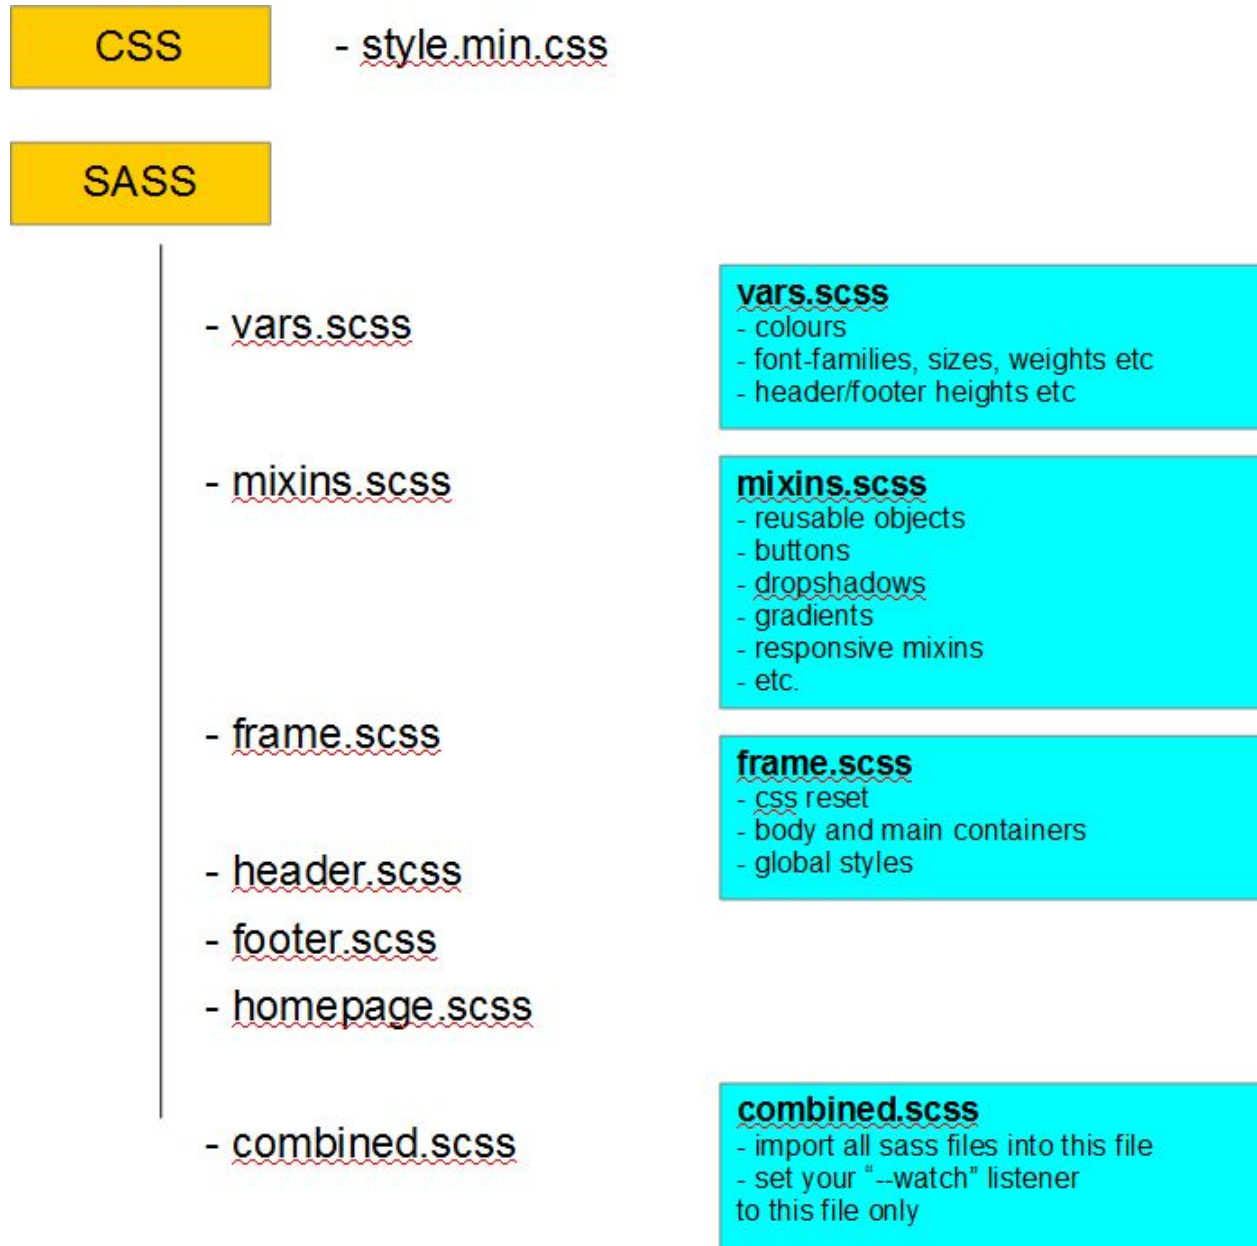 CSS
- style.min.css
SASS
- vars.scss
vars.scss
- colours
- font-families, sizes, weights etc
- header/footer heights etc
- mixins.scss
mixins.scss
- reusable objects
- buttons
- dropshadows
- gradients
- responsive mixins
- etc.
- frame.scss
frame.scss
- css reset
- body and main containers
- global styles
- header.scss
- footer.scss
- homepage.scss
- combined.scss
combined.scss
- import all sass files into this file
- set your “--watch” listener
to this file only